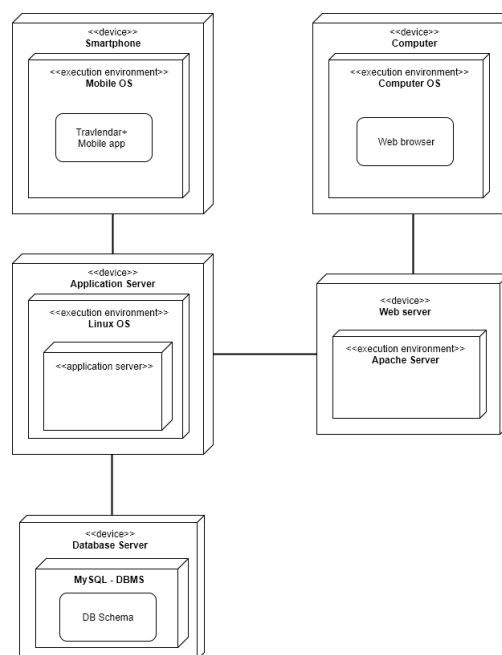 <<device>>
Smartphone
<<execution environment>>
Mobile OS
Travlendar+
Mobile app
<<device>>
Computer
<<execution environment>>
Computer OS
Web browser
<<device>>
Application Server
<<execution environment>>
Linux OS
<<application server>>
<<device>>
Web server
<<execution environment>>
Apache Server
<<device>>
Database Server
MySQL - DBMS
DB Schema